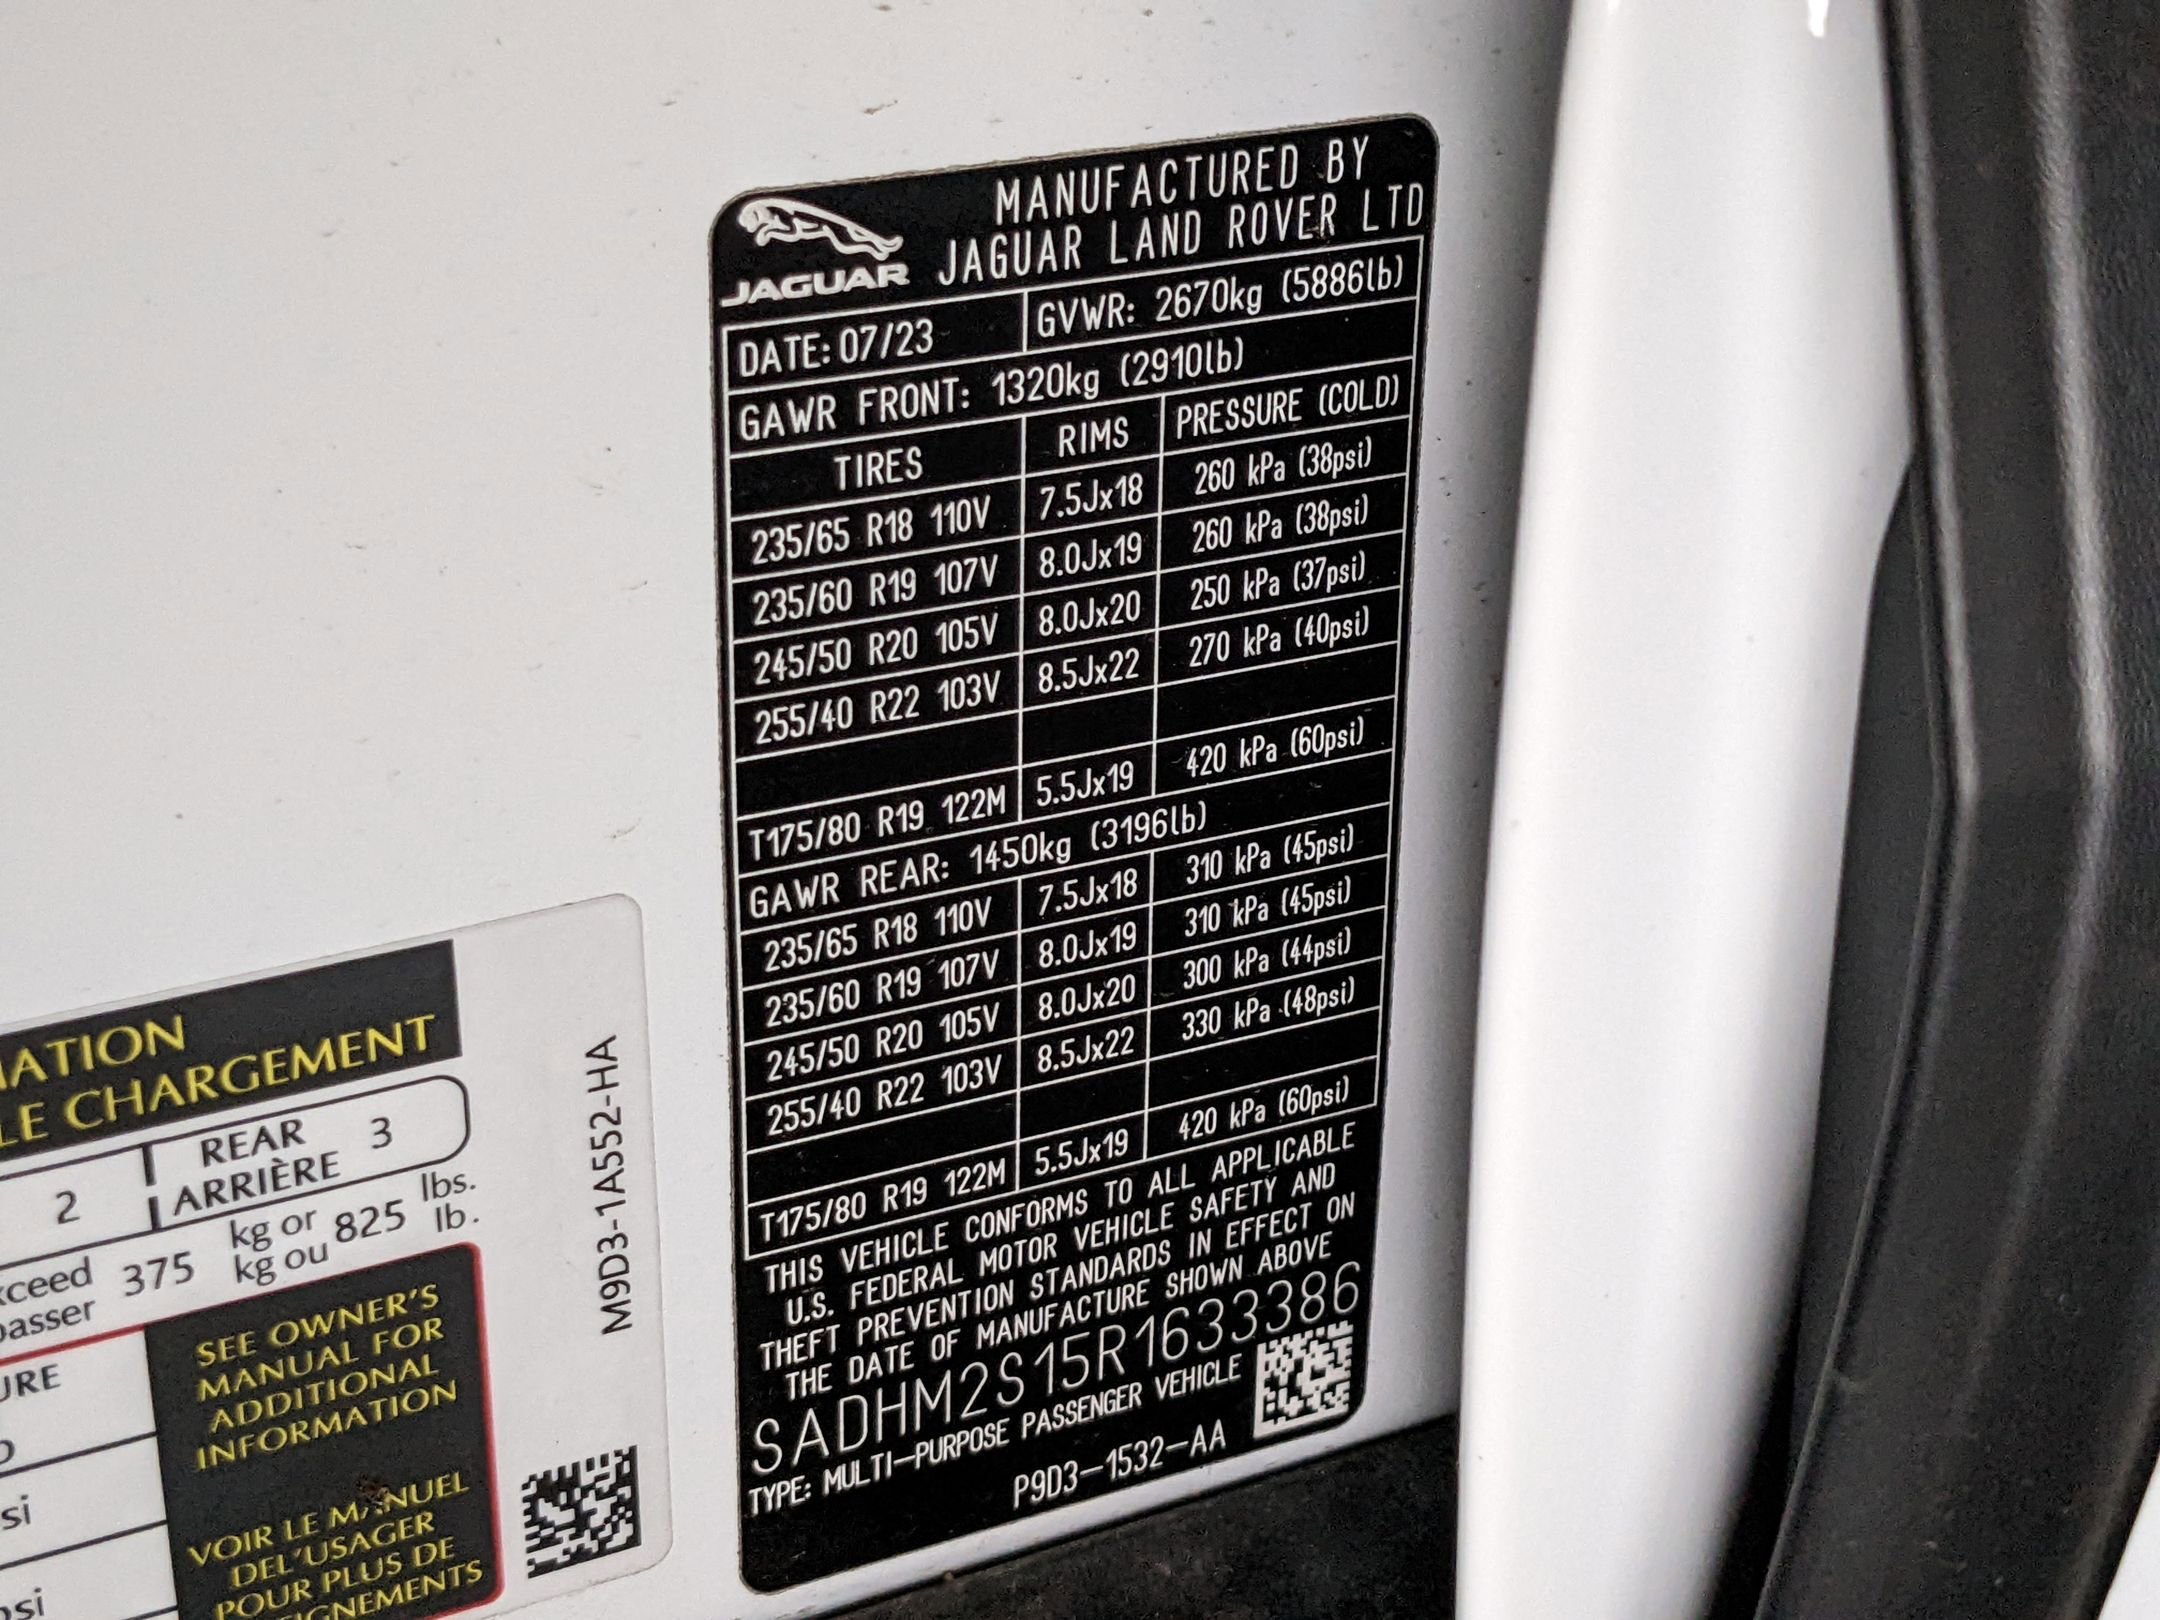 JAGUAR
MANUFACTURED BY
JAGUAR LAND ROVER LTD
DATE: 07/23 GVWR: 2670kg (5886lb)
GAWR FRONT: 1320kg (2910lb)
TIRES RIMS PRESSURE (COLD)
235/65 R18 110V 7.5Jx18 260 kPa (38psi)
235/60 R19 107V 8.0Jx19 260 kPa (38psi)
245/50 R20 105V 8.0Jx20 250 kPa (37psi)
255/40 R22 103V 8.5Jx22 270 kPa (40psi)
T175/80 R19 122M 5.5Jx19 420 kPa (60psi)
GAWR REAR: 1450kg (3196lb)
235/65 R18 110V 7.5Jx18 310 kPa (45psi)
235/60 R19 107V 8.0Jx19 310 kPa (45psi)
245/50 R20 105V 8.0Jx20 300 kPa (44psi)
255/40 R22 103V 8.5Jx22 330 kPa (48psi)
T175/80 R19 122M 5.5Jx19 420 kPa (60psi)
THIS VEHICLE CONFORMS TO ALL APPLICABLE
U.S. FEDERAL MOTOR VEHICLE SAFETY AND
THEFT PREVENTION STANDARDS IN EFFECT ON
THE DATE OF MANUFACTURE SHOWN ABOVE
SADHM2S15R1633386
TYPE: MULTI-PURPOSE PASSENGER VEHICLE
P9D3-1532-AA
MATION
LE CHARGEMENT
2 REAR 3
ARRIÈRE
xceed 375 kg or 825 lbs.
passer kg ou lb.
URE
SEE OWNER'S
MANUAL FOR
ADDITIONAL
INFORMATION
VOIR LE MANUEL
DE L'USAGER
POUR PLUS DE
EIGNEMENTS
si
psi
M9D3-1A552-HA